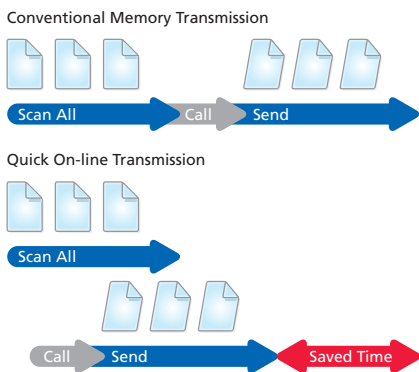 Conventional Memory Transmission
Scan All Call Send
Quick On-line Transmission
Scan All
Call Send Saved Time